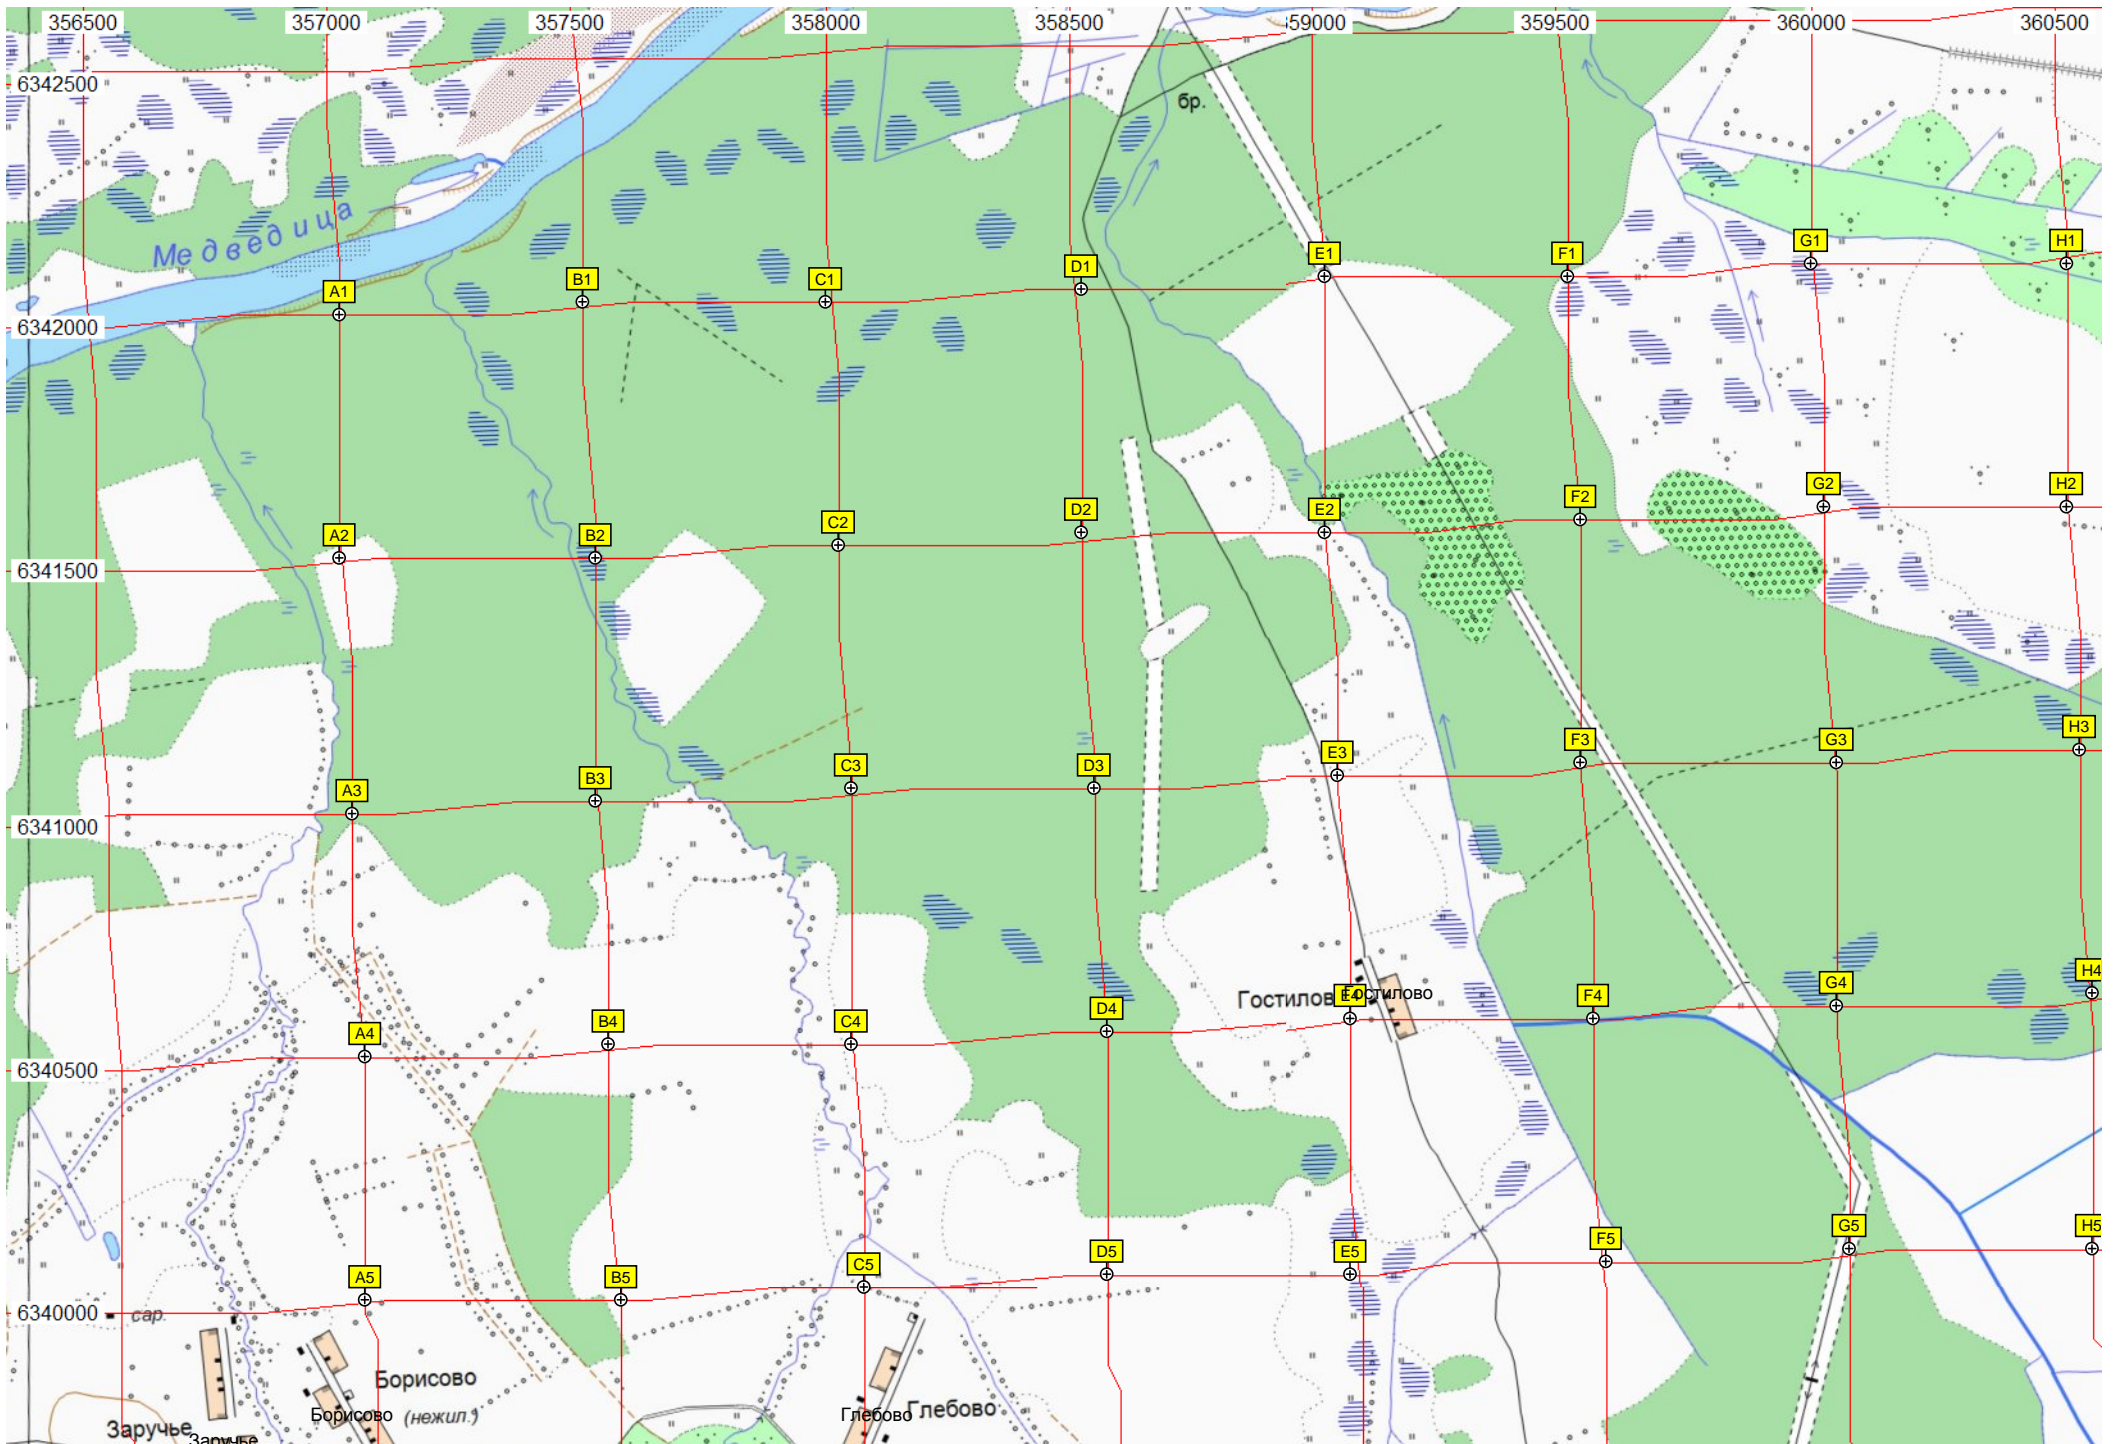 356500 357000 357500 358000 358500 359000 359500 360000 360500
6342500
бр.
Медведица
A1 B1 C1 D1 E1 F1 G1 H1
6342000
A2 B2 C2 D2 E2 F2 G2 H2
6341500
A3 B3 C3 D3 E3 F3 G3 H3
6341000
A4 B4 C4 D4 E4 F4 G4 H4
Гостилов Гостилово
6340500
A5 B5 C5 D5 E5 F5 G5 H5
6340000
сар.
Борисово
Борисово (нежил.)
Глебово Глебово
Заручье
Заручье